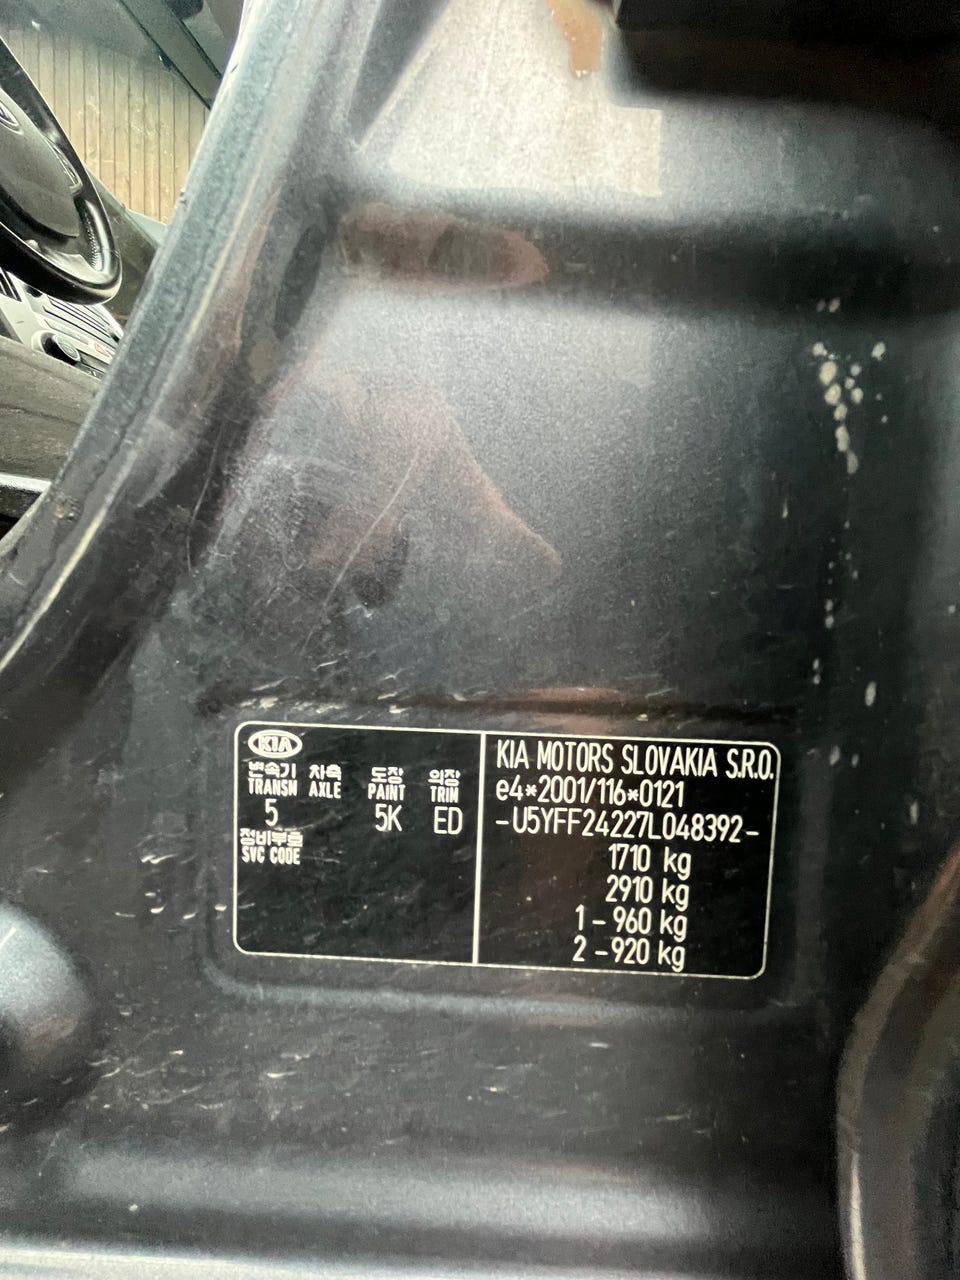 KIA
변속기 차축 도장 의장
TRANSM AXLE PAINT TRIM
5 5K ED
정비부호
SVC CODE
KIA MOTORS SLOVAKIA S.R.O.
e4*2001/116*0121
-U5YFF24227L048392-
1710 kg
2910 kg
1 - 960 kg
2 - 920 kg